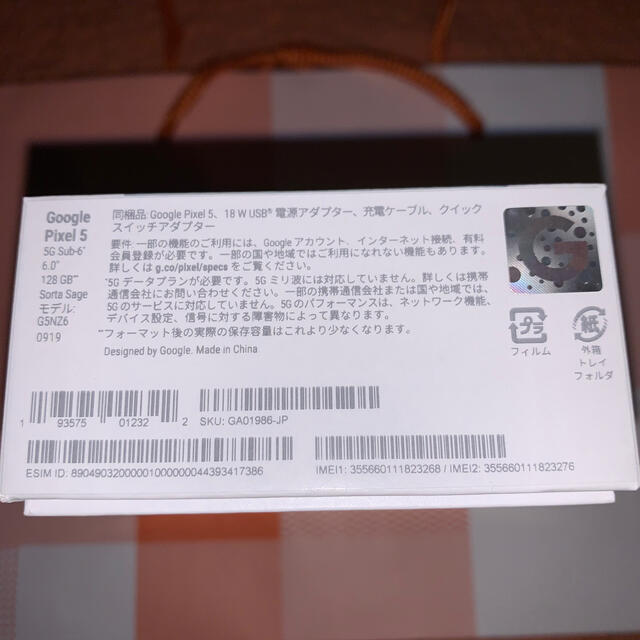 Google
Pixel 5
5G Sub-6*
6.0"
128 GB**
Sorta Sage
モデル:
G5NZ6
0919
同梱品: Google Pixel 5、18 W USB® 電源アダプター、充電ケーブル、クイック
スイッチアダプター
要件: 一部の機能のご利用には、Google アカウント、インターネット接続、有料
会員登録が必要です。一部の国や地域ではご利用になれない機能もあります。
詳しくは g.co/pixel/specs をご覧ください。
*5G データプランが必要です。5G ミリ波には対応していません。詳しくは携帯
通信会社にお問い合わせください。一部の携帯通信会社または国や地域では、
5G のサービスに対応していません。5G のパフォーマンスは、ネットワーク機能、
デバイス設定、信号に対する障害物によって異なります。
**フォーマット後の実際の保存容量はこれより少なくなります。
Designed by Google. Made in China.
G
プラ
フィルム
紙
外箱
トレイ
フォルダ
1 93575 01232 2
SKU: GA01986-JP
ESIM ID: 89049032000001000000044393417386
IMEI1: 355660111823268 / IMEI2: 355660111823276